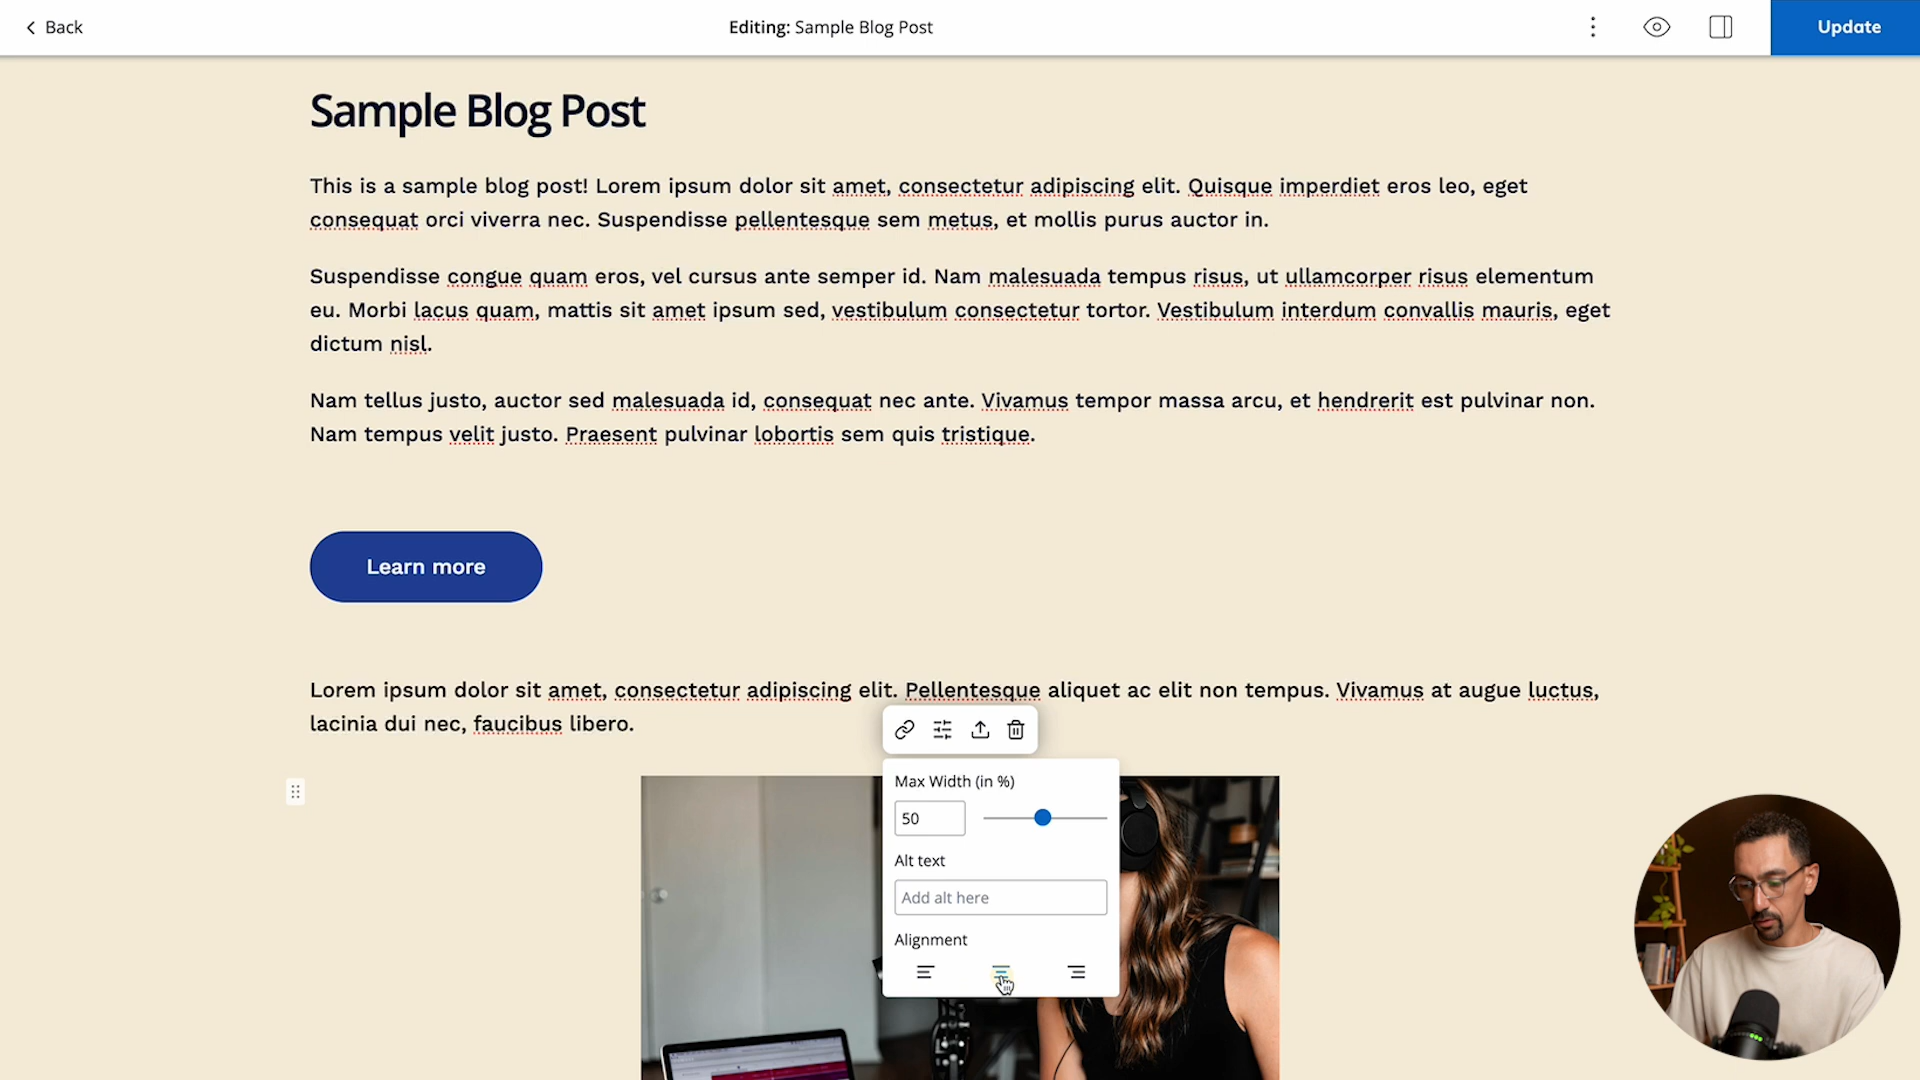 Back
Editing: Sample Blog Post
Update
Sample Blog Post
This is a sample blog post! Lorem ipsum dolor sit amet, consectetur adipiscing elit. Quisque imperdiet eros leo, eget
consequat orci viverra nec. Suspendisse pellentesque sem metus, et mollis purus auctor in.
Suspendisse congue quam eros, vel cursus ante semper id. Nam malesuada tempus risus, ut ullamcorper risus elementum
eu. Morbi lacus quam, mattis sit amet ipsum sed, vestibulum consectetur tortor. Vestibulum interdum convallis mauris, eget
dictum nisl.
Nam tellus justo, auctor sed malesuada id, consequat nec ante. Vivamus tempor massa arcu, et hendrerit est pulvinar non.
Nam tempus velit justo. Praesent pulvinar lobortis sem quis tristique.
Learn more
Lorem ipsum dolor sit amet, consectetur adipiscing elit. Pellentesque aliquet ac elit non tempus. Vivamus at augue luctus,
lacinia dui nec, faucibus libero.
Max Width (in %)
50
Alt text
Add alt here
Alignment